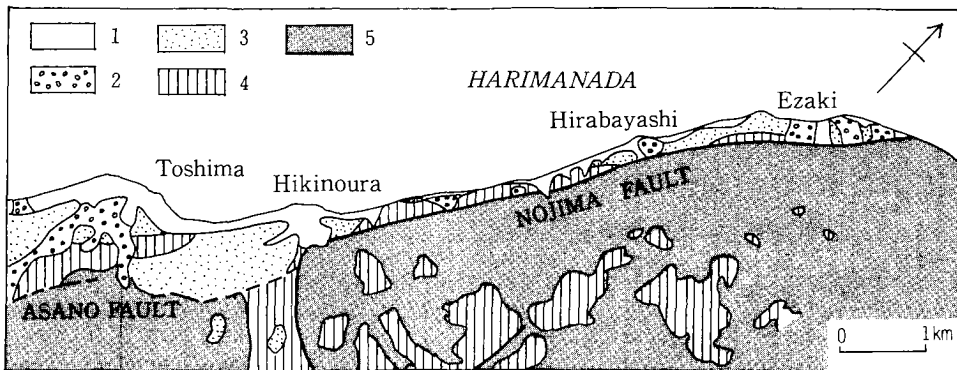 1 3 5
2 4
HARIMANADA
Ezaki
Hirabayashi
Toshima
Hikinoura
NOJIMA FAULT
ASANO FAULT
0 1km